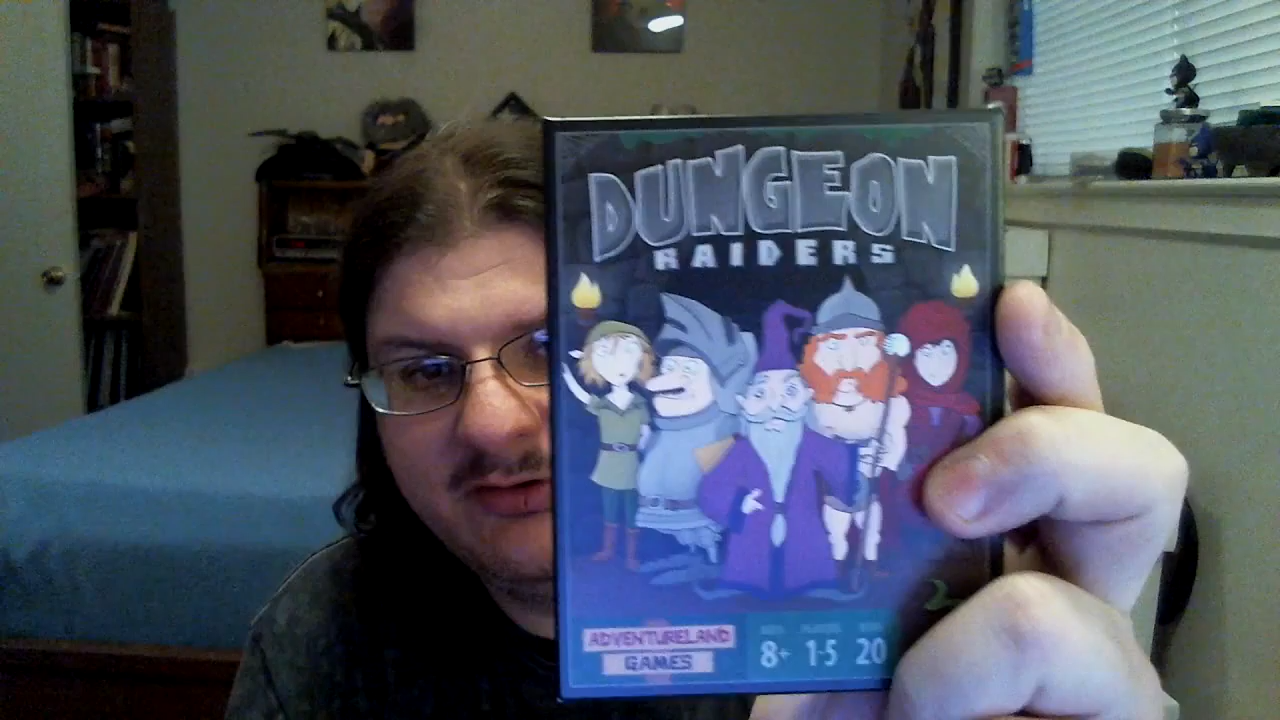 DUNGEON
RAIDERS
ADVENTURELAND
GAMES
8+ 1-5 20